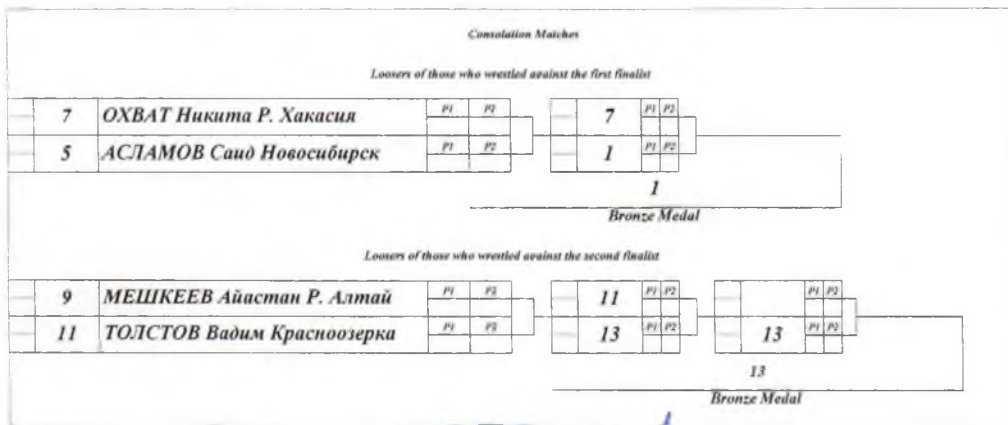 Consolation Matches
Loosers of those who wrestled against the first finalist
7 ОХВАТ Никита Р. Хакасия P1 P2 7 P1 P2
5 АСЛАМОВ Саид Новосибирск P1 P2 1 P1 P2
1
Bronze Medal
Loosers of those who wrestled against the second finalist
9 МЕШКЕЕВ Айастан Р. Алтай P1 P2 11 P1 P2 P1 P2
11 ТОЛСТОВ Вадим Красноозерка P1 P2 13 P1 P2 13 P1 P2
13
Bronze Medal